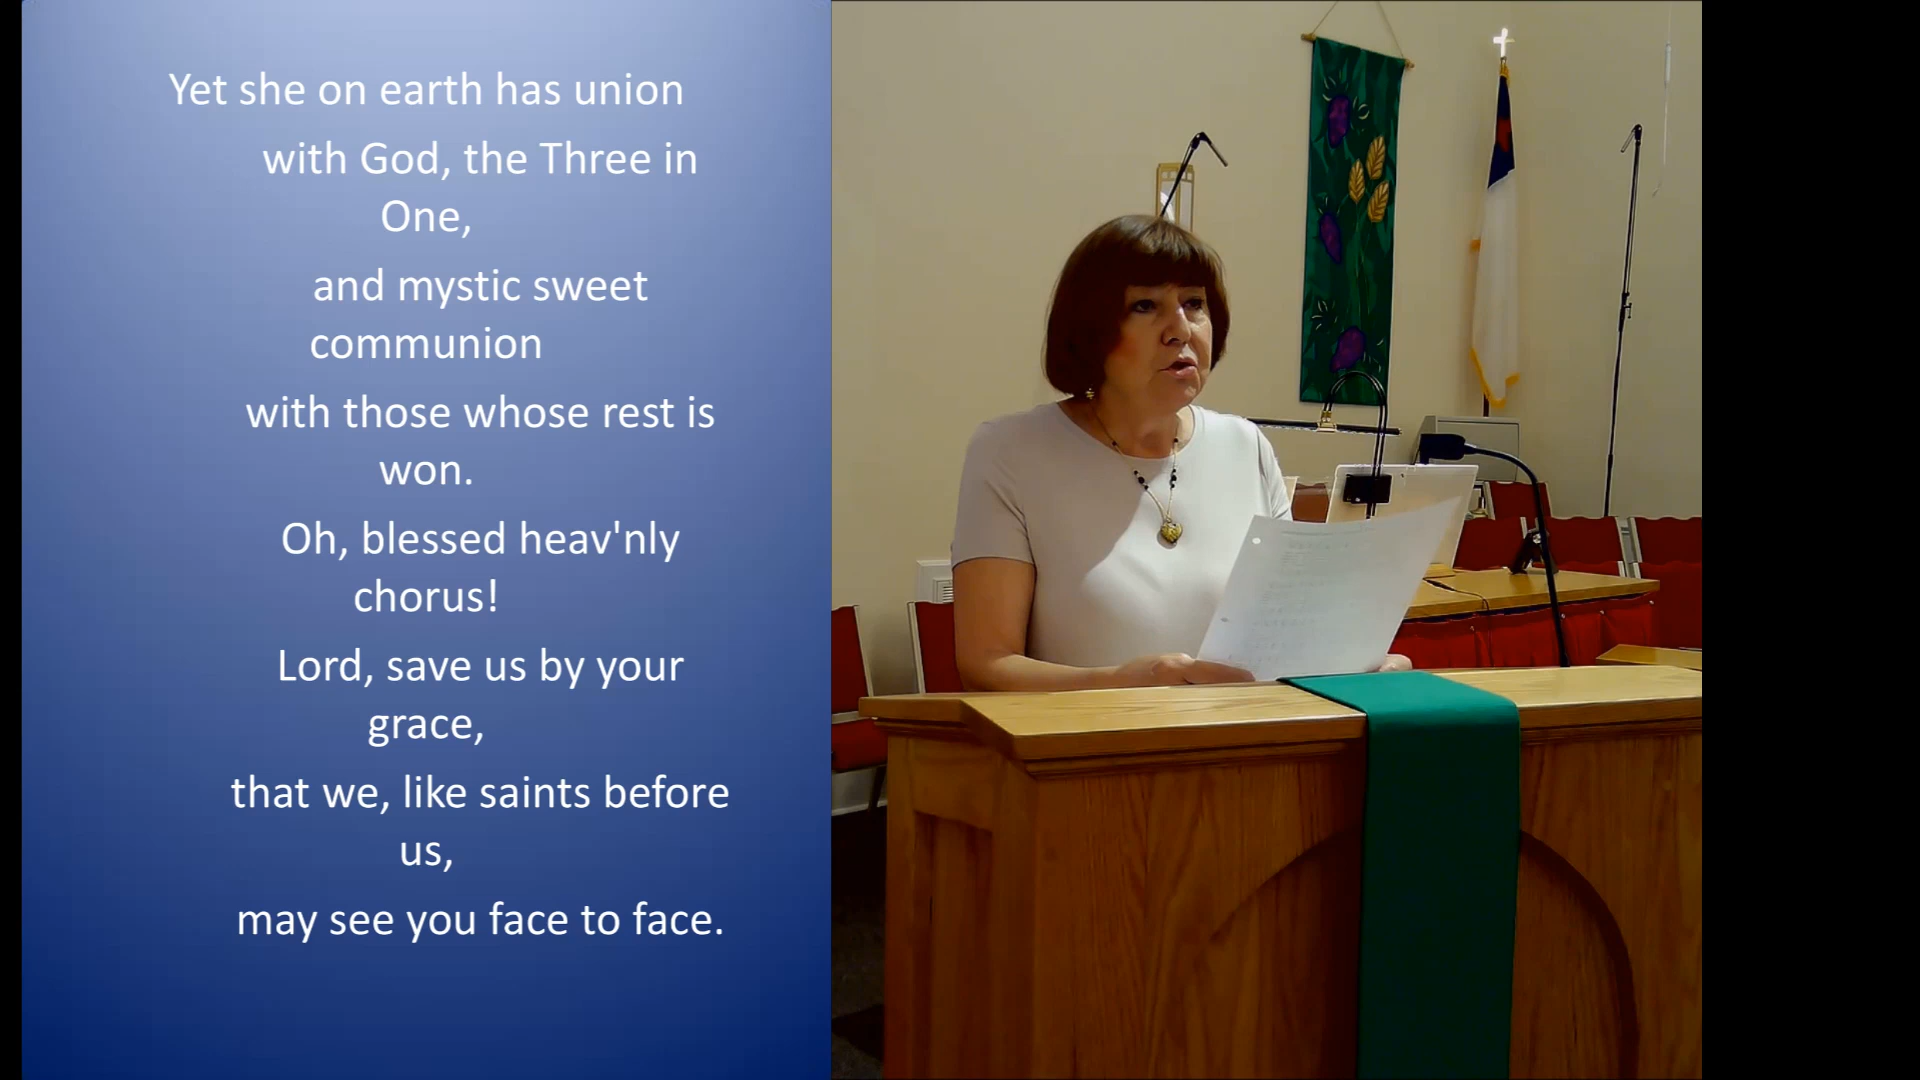 Yet she on earth has union
with God, the Three in
One,
and mystic sweet
communion
with those whose rest is
won.
Oh, blessed heav'nly
chorus!
Lord, save us by your
grace,
that we, like saints before
us,
may see you face to face.